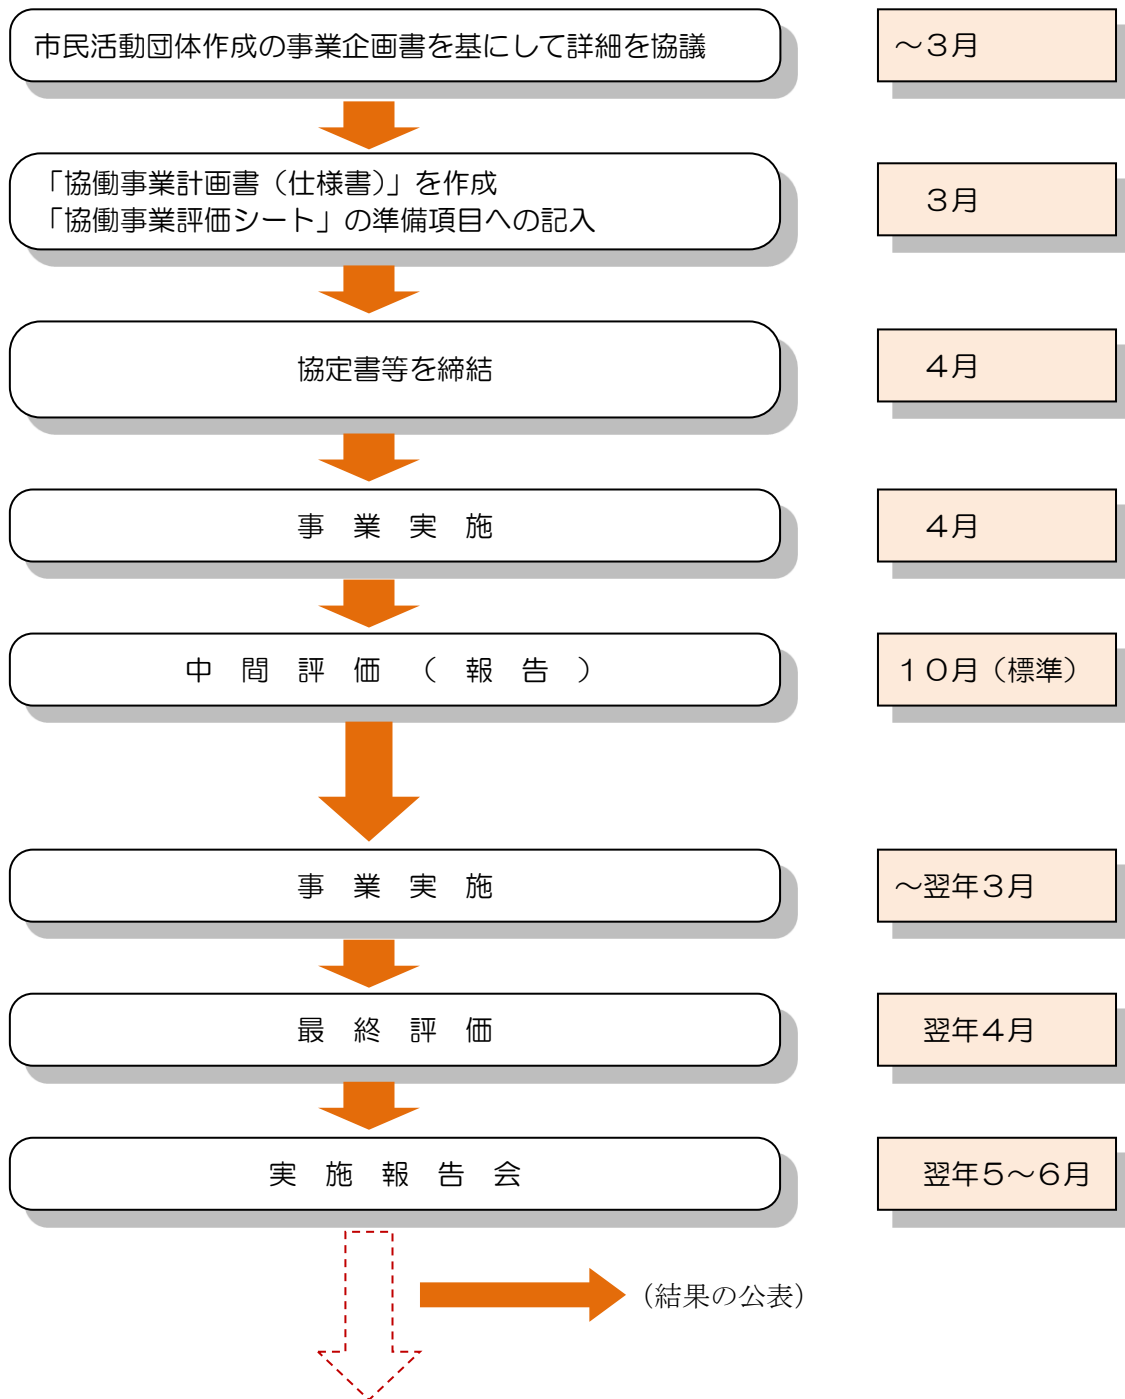 市民活動団体作成の事業企画書を基にして詳細を協議
～３月
「協働事業計画書（仕様書）」を作成
「協働事業評価シート」の準備項目への記入
３月
協定書等を締結
４月
事　業　実　施
４月
中　間　評　価　（　報　告　）
１０月（標準）
事　業　実　施
～翌年３月
最　終　評　価
翌年４月
実　施　報　告　会
翌年５～６月
（結果の公表）